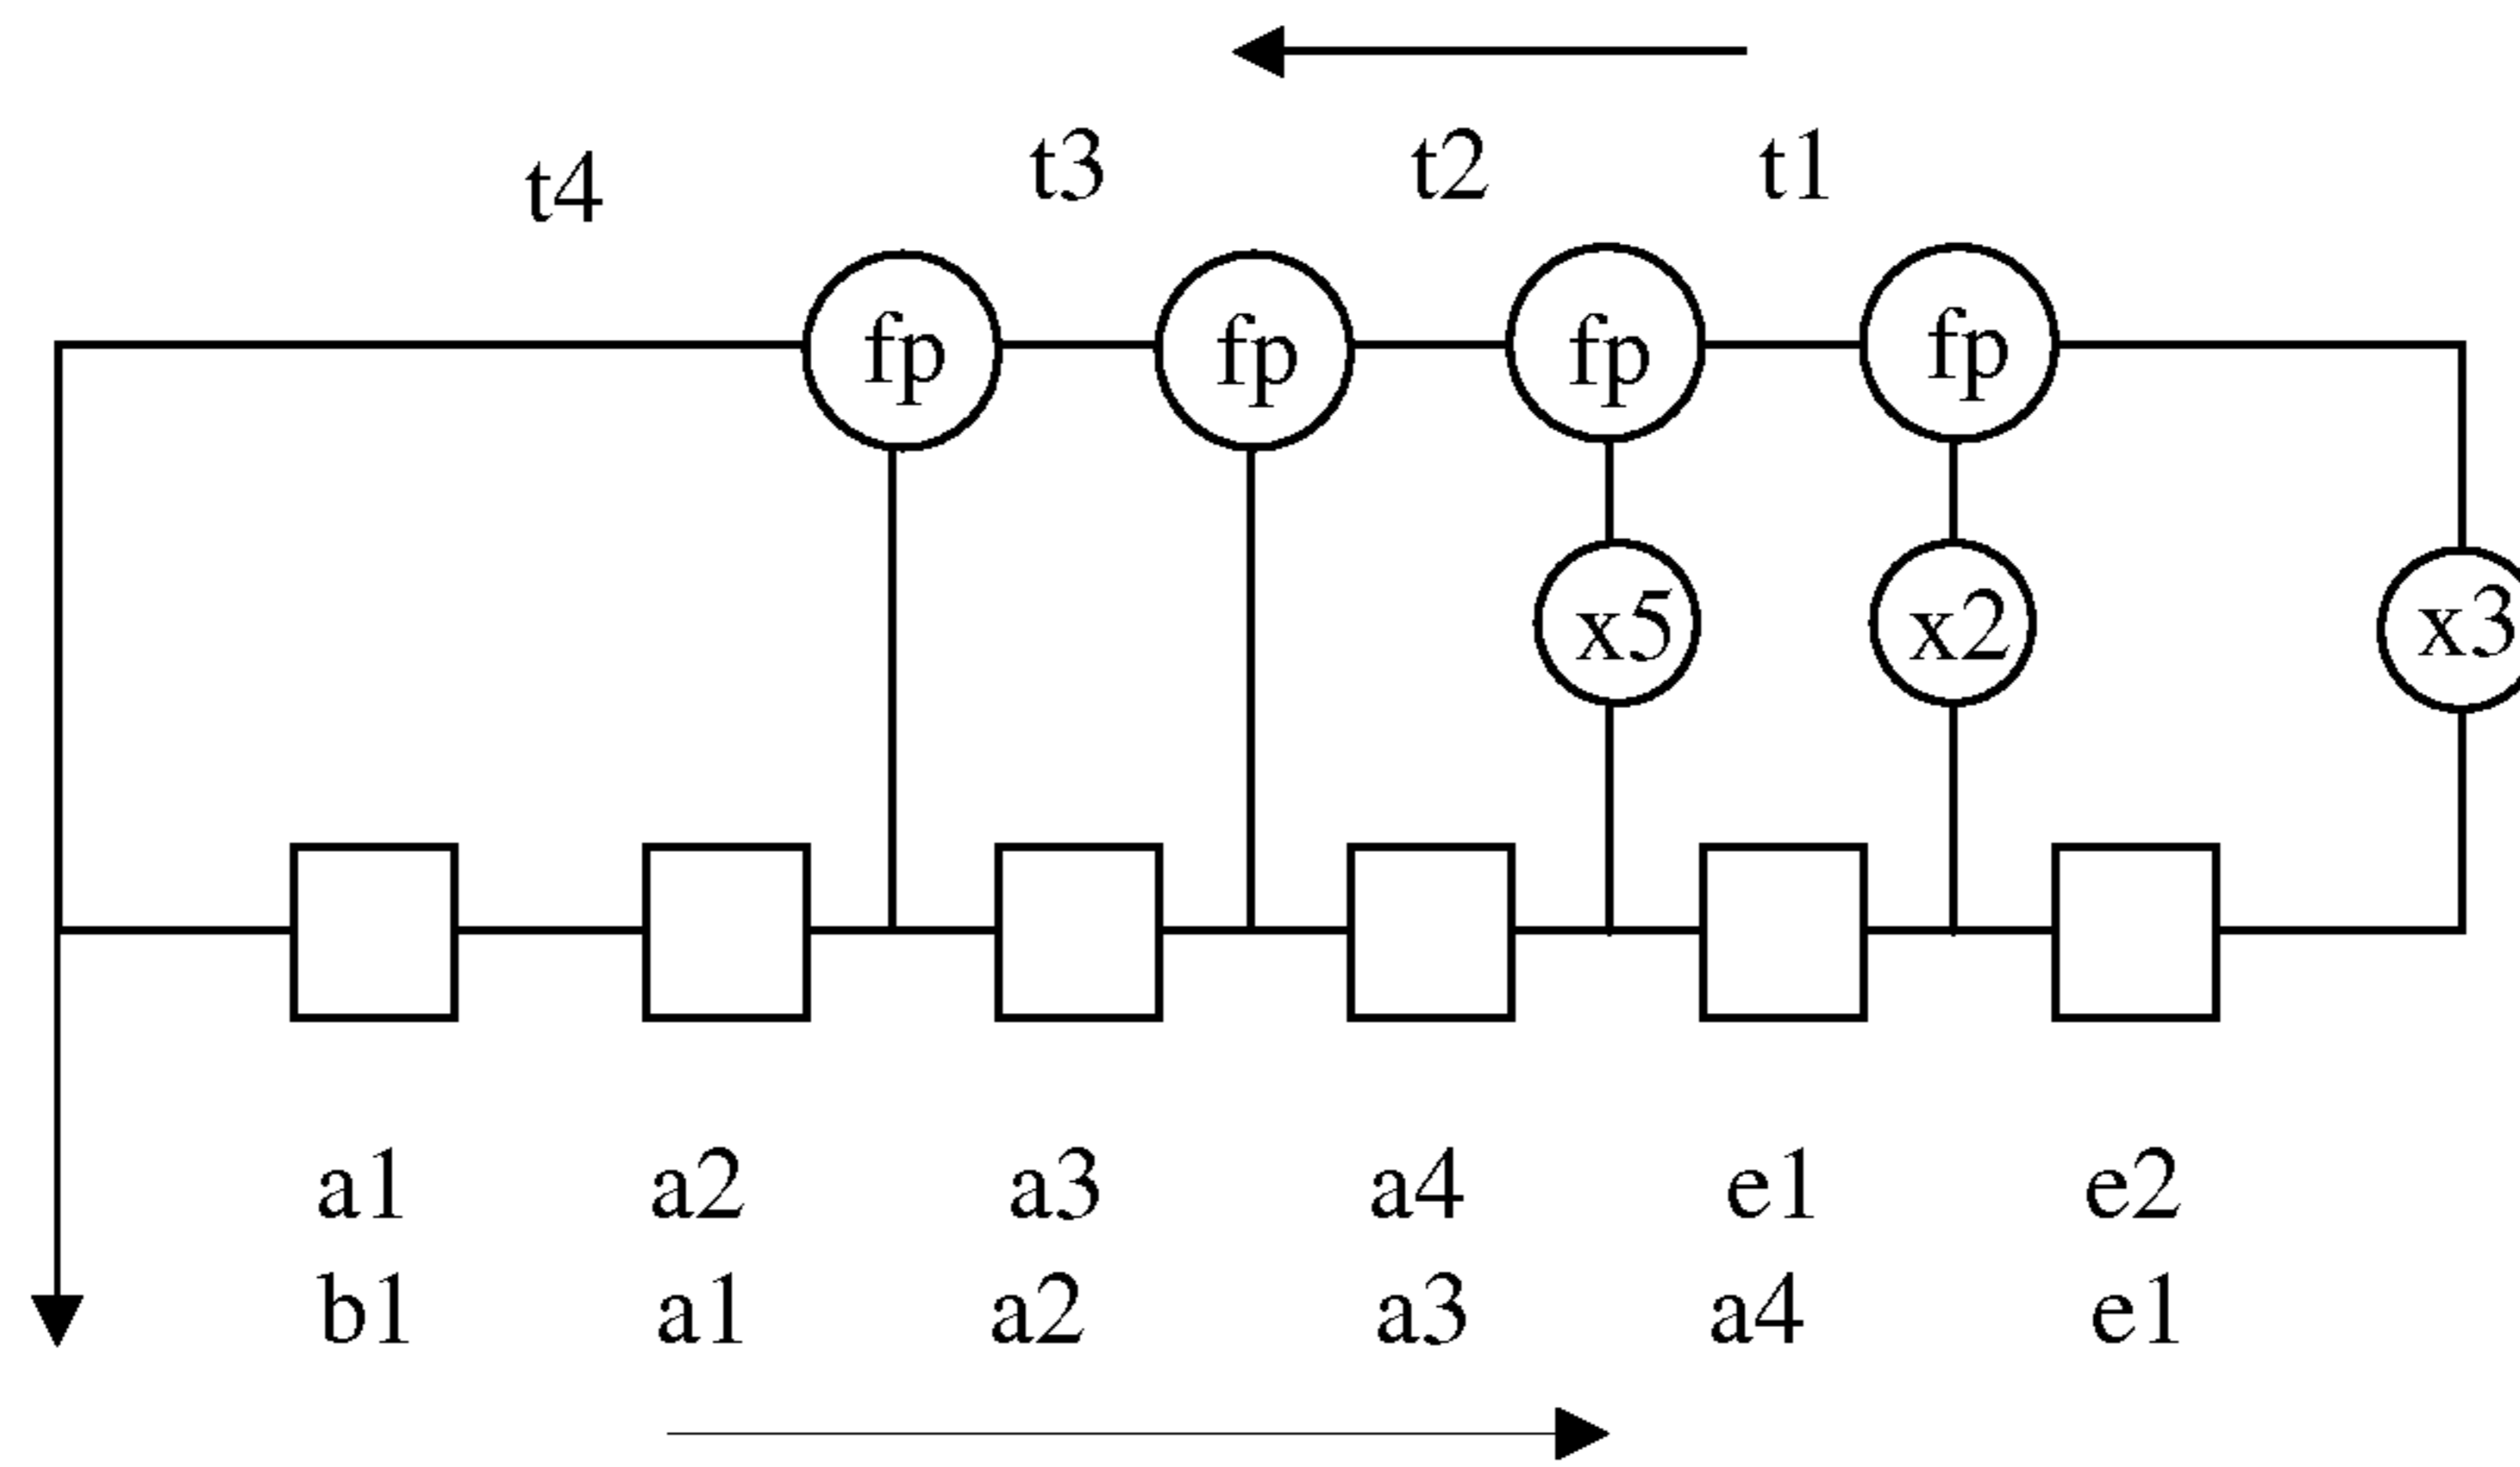 t4 t3 t2 t1
fp fp fp fp
x5 x2 x3
a1 a2 a3 a4 e1 e2
b1 a1 a2 a3 a4 e1